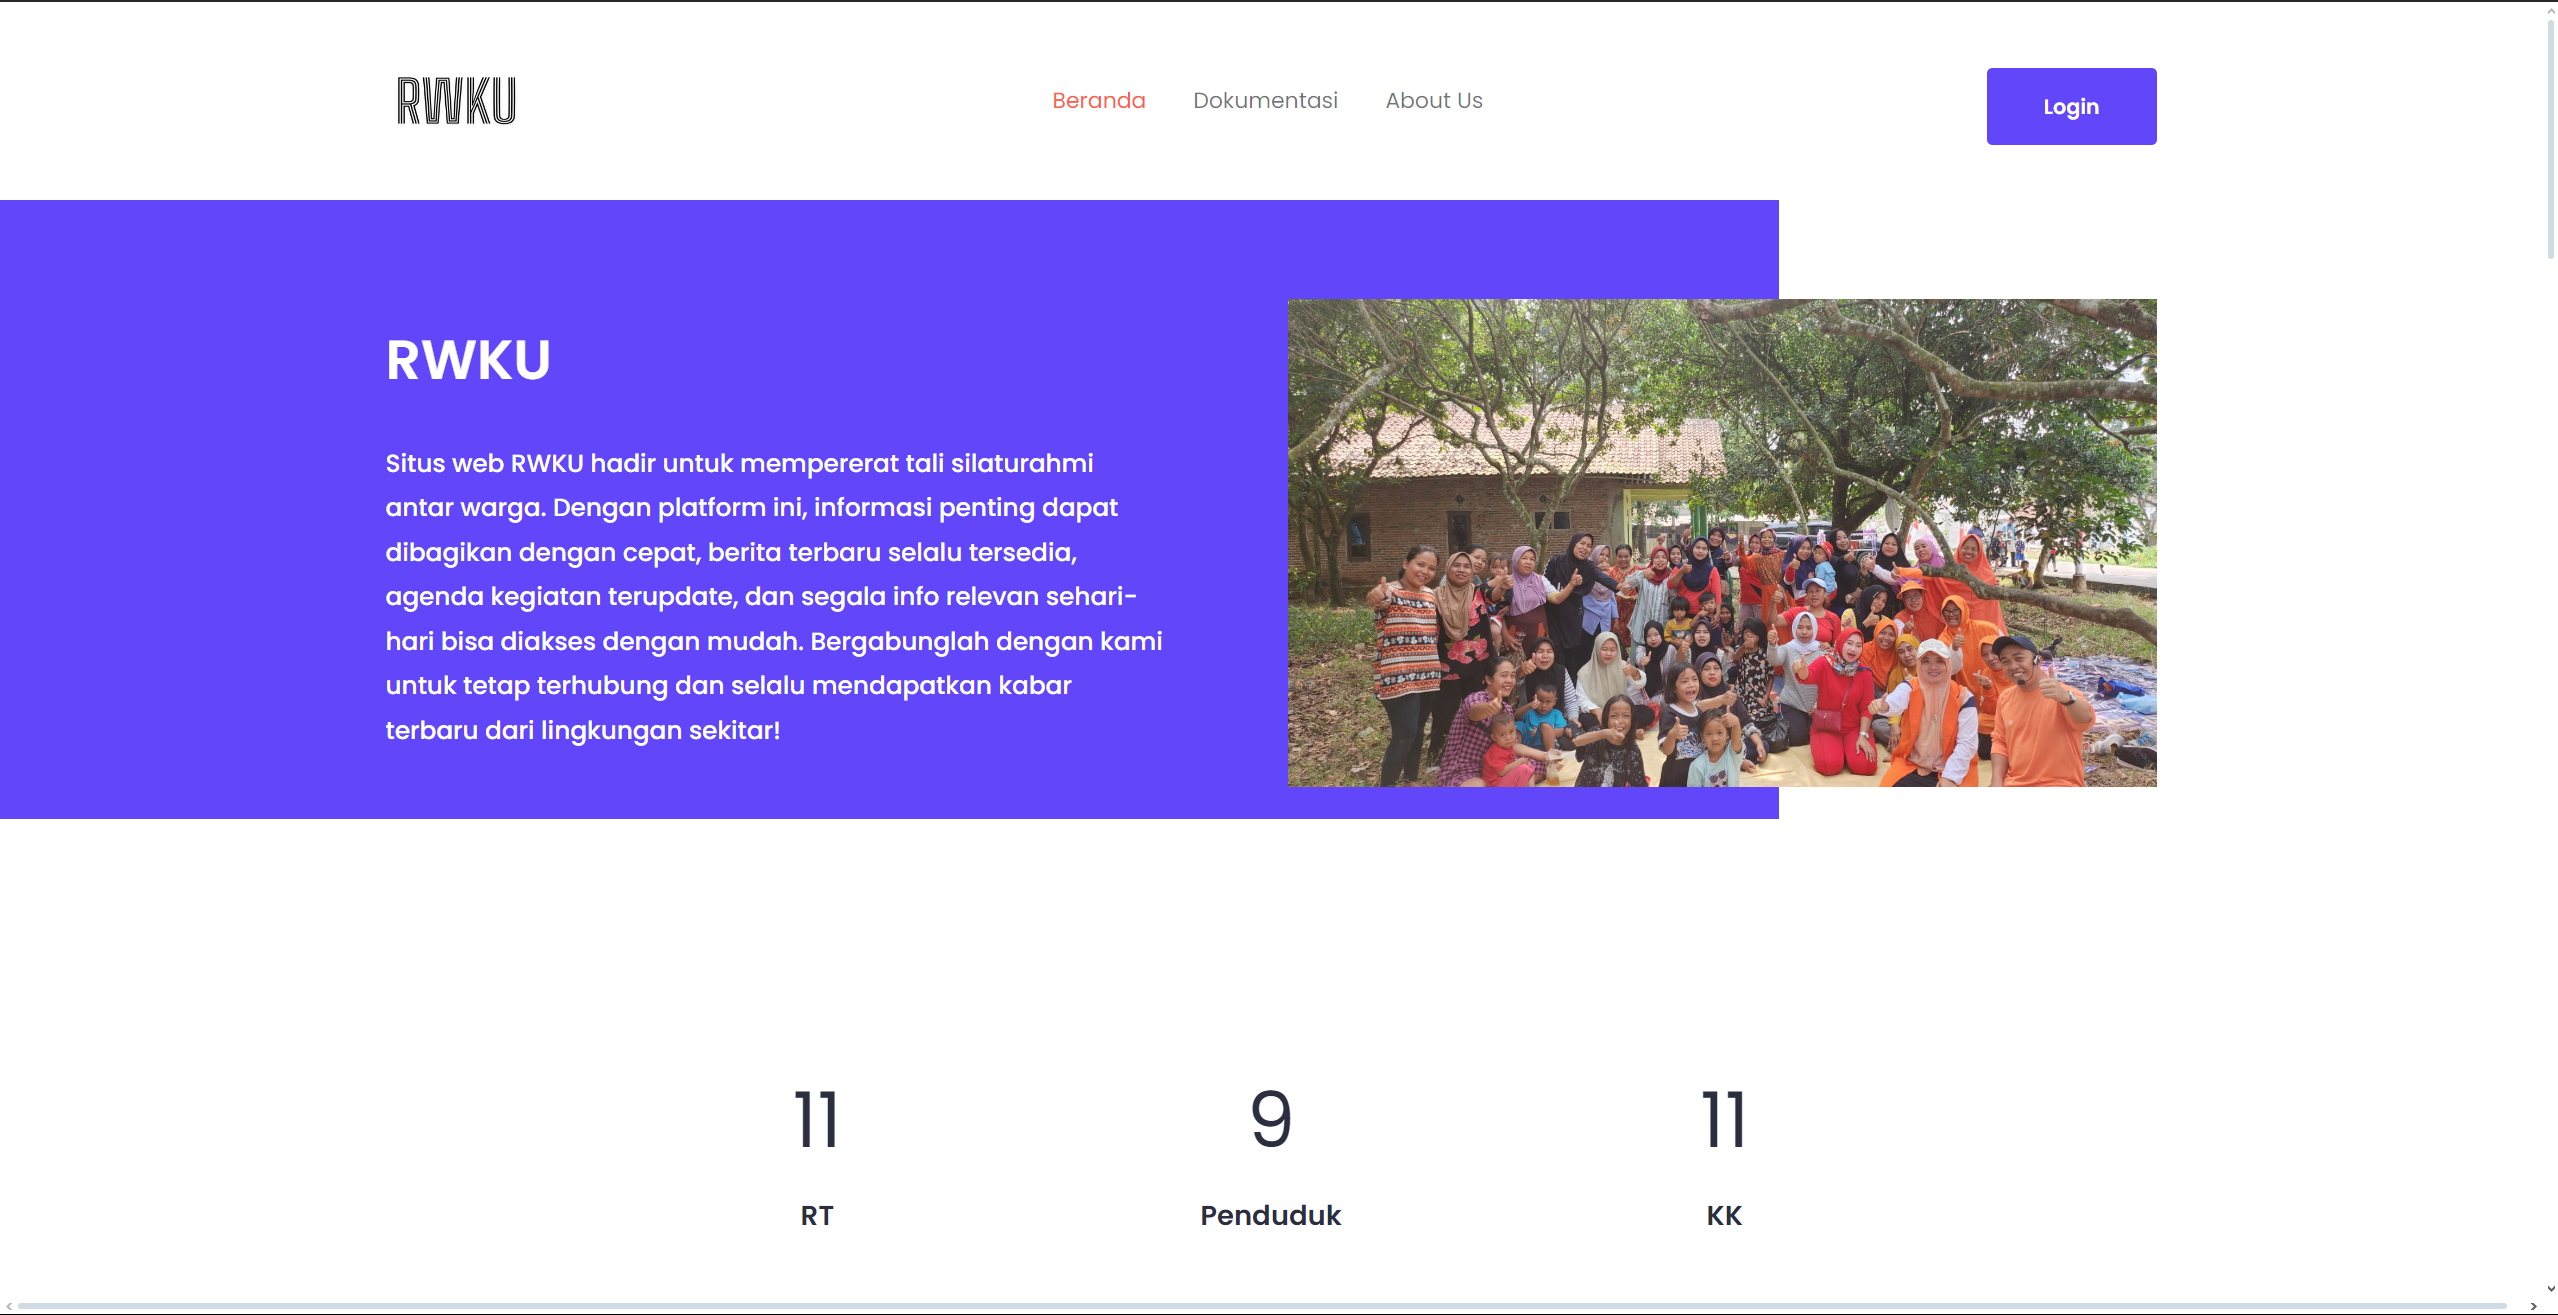 RWKU
Beranda Dokumentasi About Us
Login
RWKU
Situs web RWKU hadir untuk mempererat tali silaturahmi
antar warga. Dengan platform ini, informasi penting dapat
dibagikan dengan cepat, berita terbaru selalu tersedia,
agenda kegiatan terupdate, dan segala info relevan sehari-
hari bisa diakses dengan mudah. Bergabunglah dengan kami
untuk tetap terhubung dan selalu mendapatkan kabar
terbaru dari lingkungan sekitar!
11 9 11
RT Penduduk KK